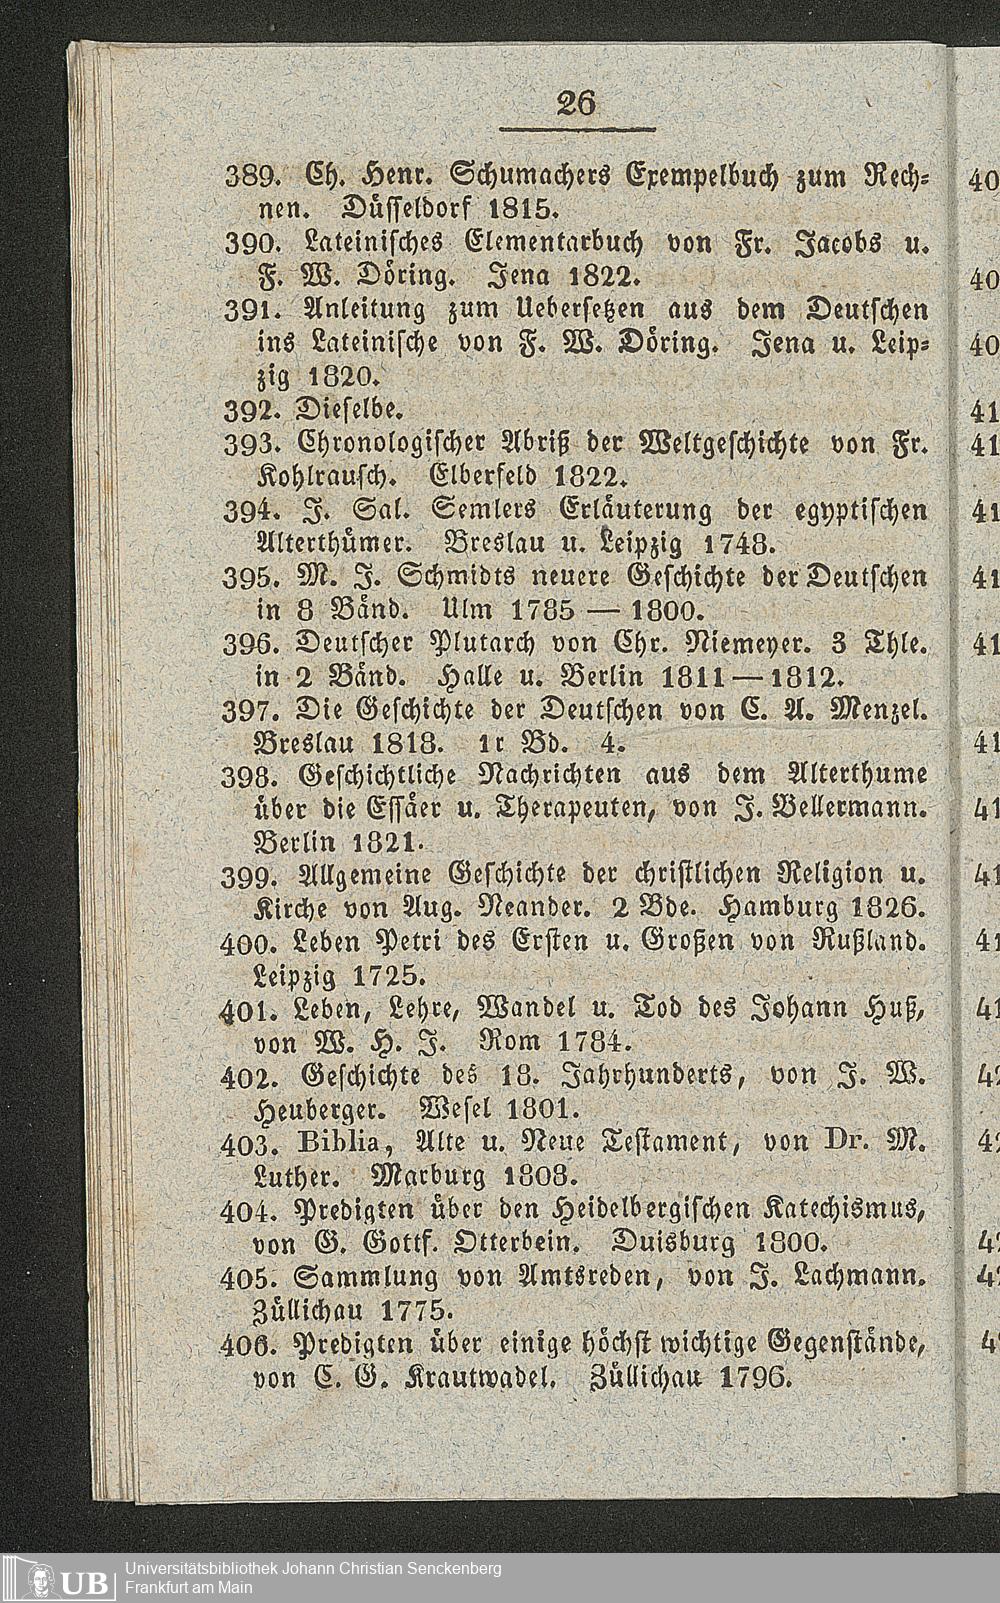 26
389. Ch. Henr. Schumachers Exempelbuch zum Rech-
nen. Düsseldorf 1815.
390. Lateinisches Elementarbuch von Fr. Jacobs u.
F. W. Döring. Jena 1822.
391. Anleitung zum Uebersetzen aus dem Deutschen
ins Lateinische von F. W. Döring. Jena u. Leip-
zig 1820.
392. Dieselbe.
393. Chronologischer Abriß der Weltgeschichte von Fr.
Kohlrausch. Elberfeld 1822.
394. J. Sal. Semlers Erläuterung der egyptischen
Alterthümer. Breslau u. Leipzig 1748.
395. M. J. Schmidts neuere Geschichte der Deutschen
in 8 Bänd. Ulm 1785 — 1800.
396. Deutscher Plutarch von Chr. Niemeyer. 3 Thle.
in 2 Bänd. Halle u. Berlin 1811 — 1812.
397. Die Geschichte der Deutschen von C. A. Menzel.
Breslau 1818. 1r Bd. 4.
398. Geschichtliche Nachrichten aus dem Alterthume
über die Essäer u. Therapeuten, von J. Bellermann.
Berlin 1821.
399. Allgemeine Geschichte der christlichen Religion u.
Kirche von Aug. Neander. 2 Bde. Hamburg 1826.
400. Leben Petri des Ersten u. Großen von Rußland.
Leipzig 1725.
401. Leben, Lehre, Wandel u. Tod des Johann Huß,
von W. H. J. Rom 1784.
402. Geschichte des 18. Jahrhunderts, von J. W.
Heuberger. Wesel 1801.
403. Biblia, Alte u. Neue Testament, von Dr. M.
Luther. Marburg 1808.
404. Predigten über den Heidelbergischen Katechismus,
von G. Gottf. Otterbein. Duisburg 1800.
405. Sammlung von Amtsreden, von J. Lachmann.
Züllichau 1775.
406. Predigten über einige höchst wichtige Gegenstände,
von C. G. Krautwadel. Züllichau 1796.
UB
Universitätsbibliothek Johann Christian Senckenberg
Frankfurt am Main